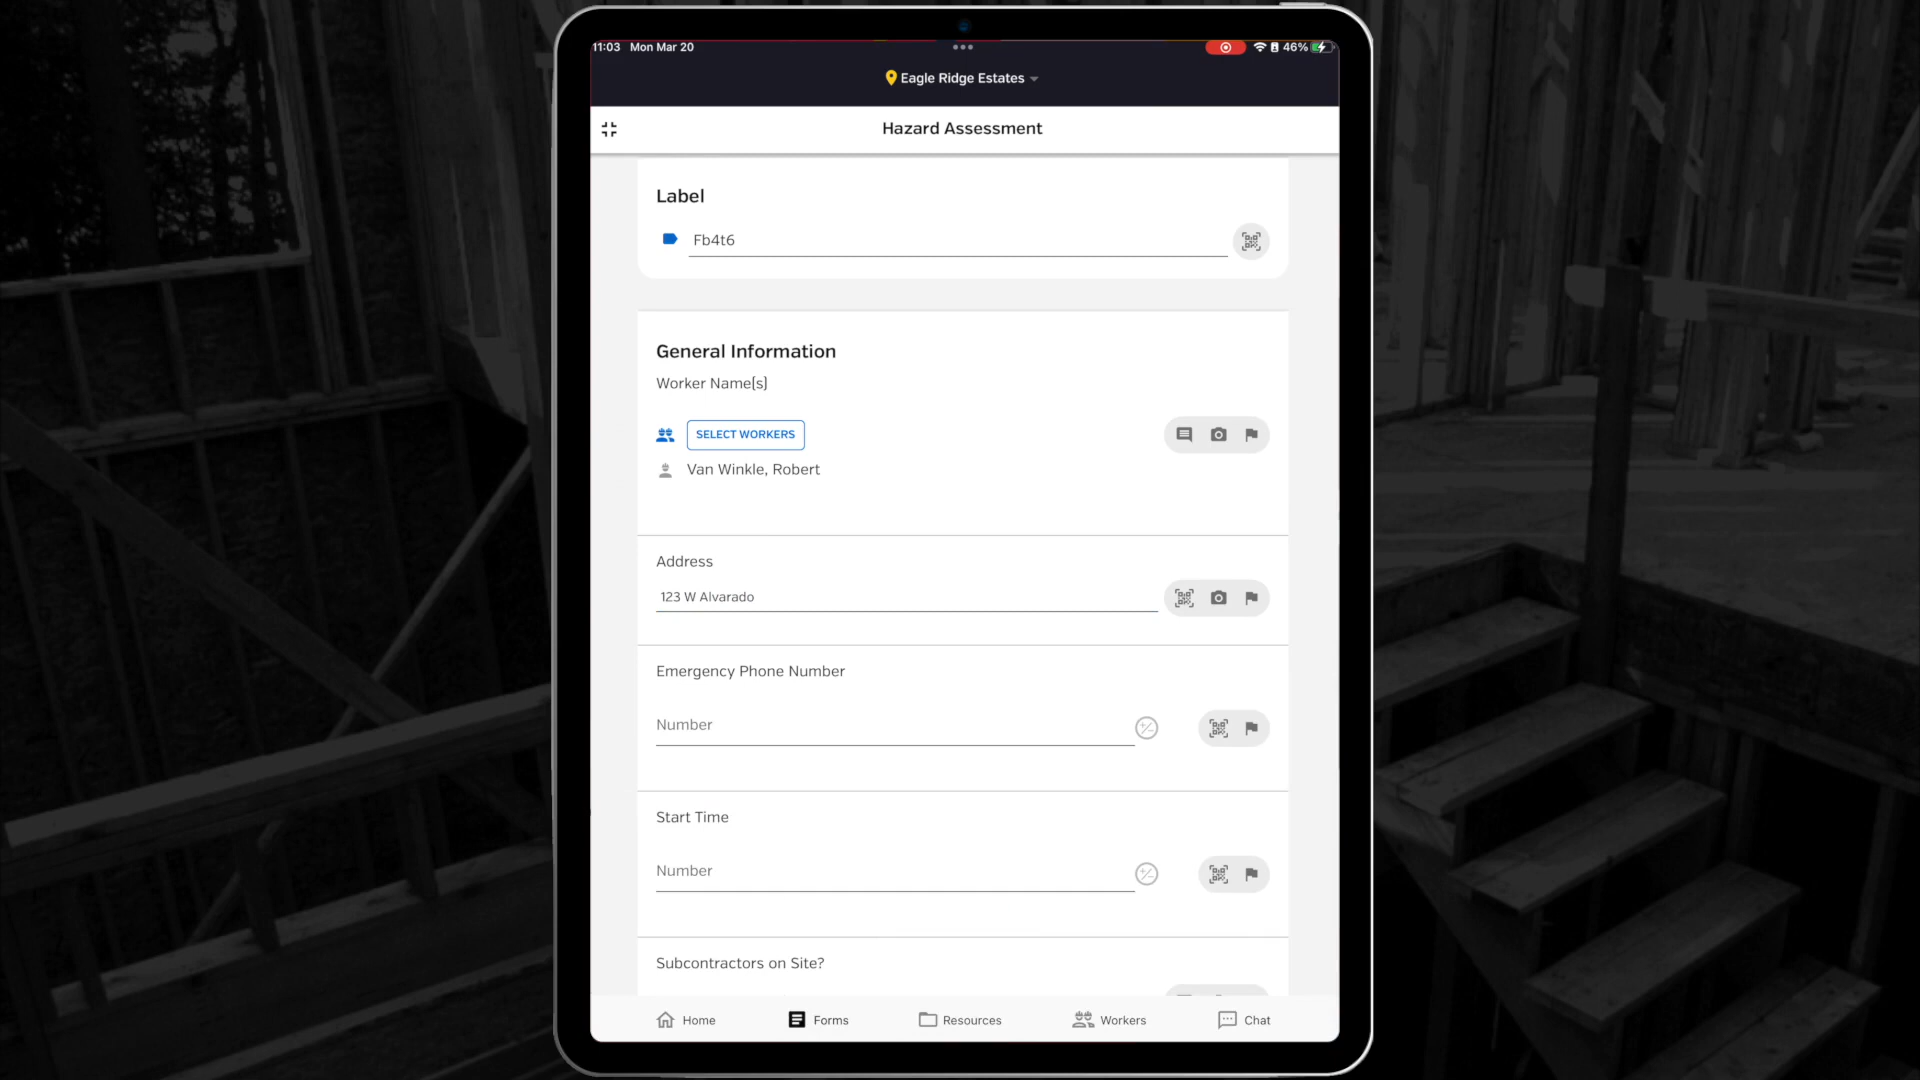 11:03 Mon Mar 20
46%
Eagle Ridge Estates
Hazard Assessment
Label
Fb4t6
General Information
Worker Name(s)
SELECT WORKERS
Van Winkle, Robert
Address
123 W Alvarado
Emergency Phone Number
Number
Start Time
Number
Subcontractors on Site?
Home Forms Resources Workers Chat